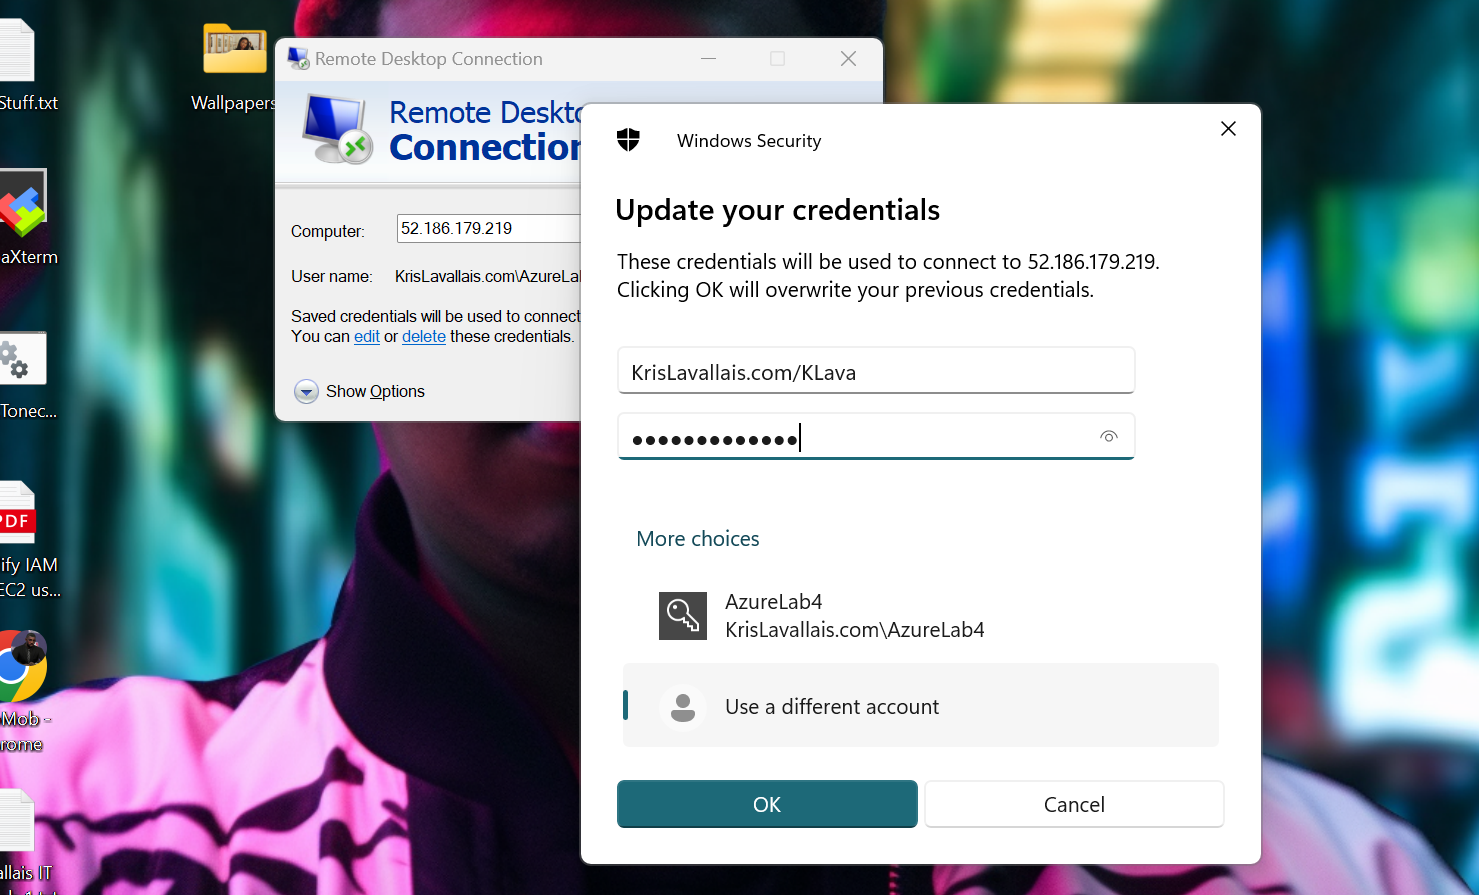 Stuff.txt
Wallpapers
aXterm
Tonec...
PDF
ify IAM
EC2 us...
Mob -
rome
allais IT
Remote Desktop Connection
Remote Deskto
Connection
Computer:
52.186.179.219
User name:
KrisLavallais.com\AzureLa
Saved credentials will be used to connect
You can edit or delete these credentials.
Show Options
Windows Security
Update your credentials
These credentials will be used to connect to 52.186.179.219.
Clicking OK will overwrite your previous credentials.
KrisLavallais.com/KLava
More choices
AzureLab4
KrisLavallais.com\AzureLab4
Use a different account
OK
Cancel